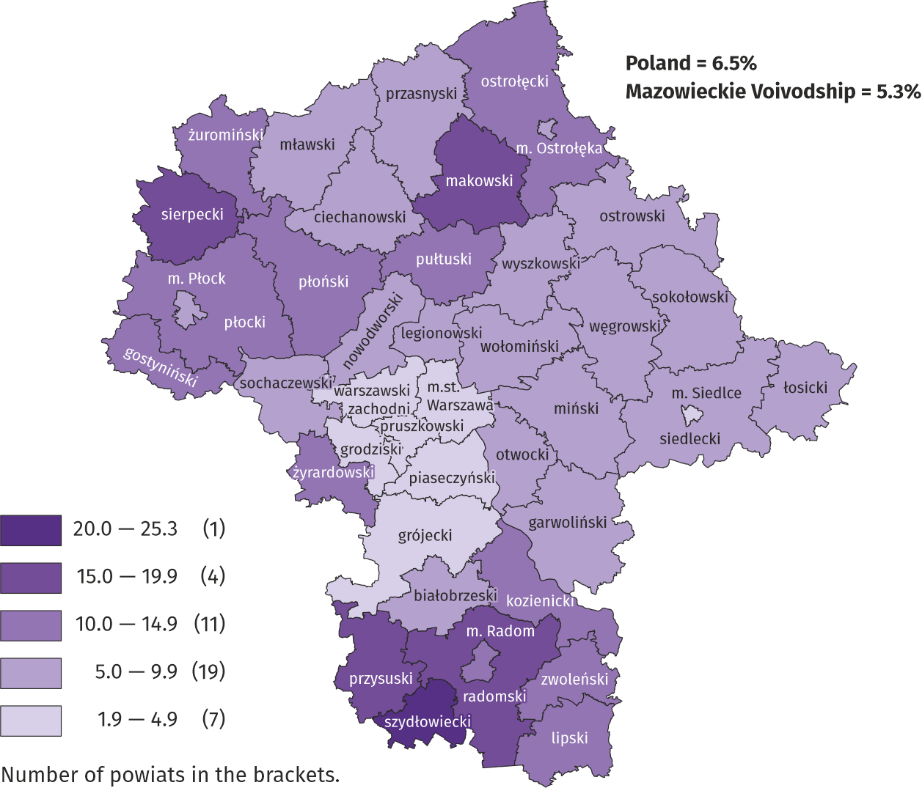 Poland = 6.5%
Mazowieckie Voivodship = 5.3%
ostrołęcki
przasnyski
żuromiński
mławski
m. Ostrołęka
makowski
sierpecki
ciechanowski
ostrowski
pułtuski
wyszkowski
m. Płock
płoński
sokołowski
nowodworski
płocki
węgrowski
legionowski
wołomiński
gostyniński
sochaczewski
warszawski
zachodni
m.st.
Warszawa
m. Siedlce
łosicki
miński
pruszkowski
siedlecki
grodziski
otwocki
żyrardowski
piaseczyński
garwoliński
grójecki
białobrzeski
kozienicki
m. Radom
przysuski
zwoleński
radomski
szydłowiecki
lipski
20.0 — 25.3 (1)
15.0 — 19.9 (4)
10.0 — 14.9 (11)
5.0 — 9.9 (19)
1.9 — 4.9 (7)
Number of powiats in the brackets.